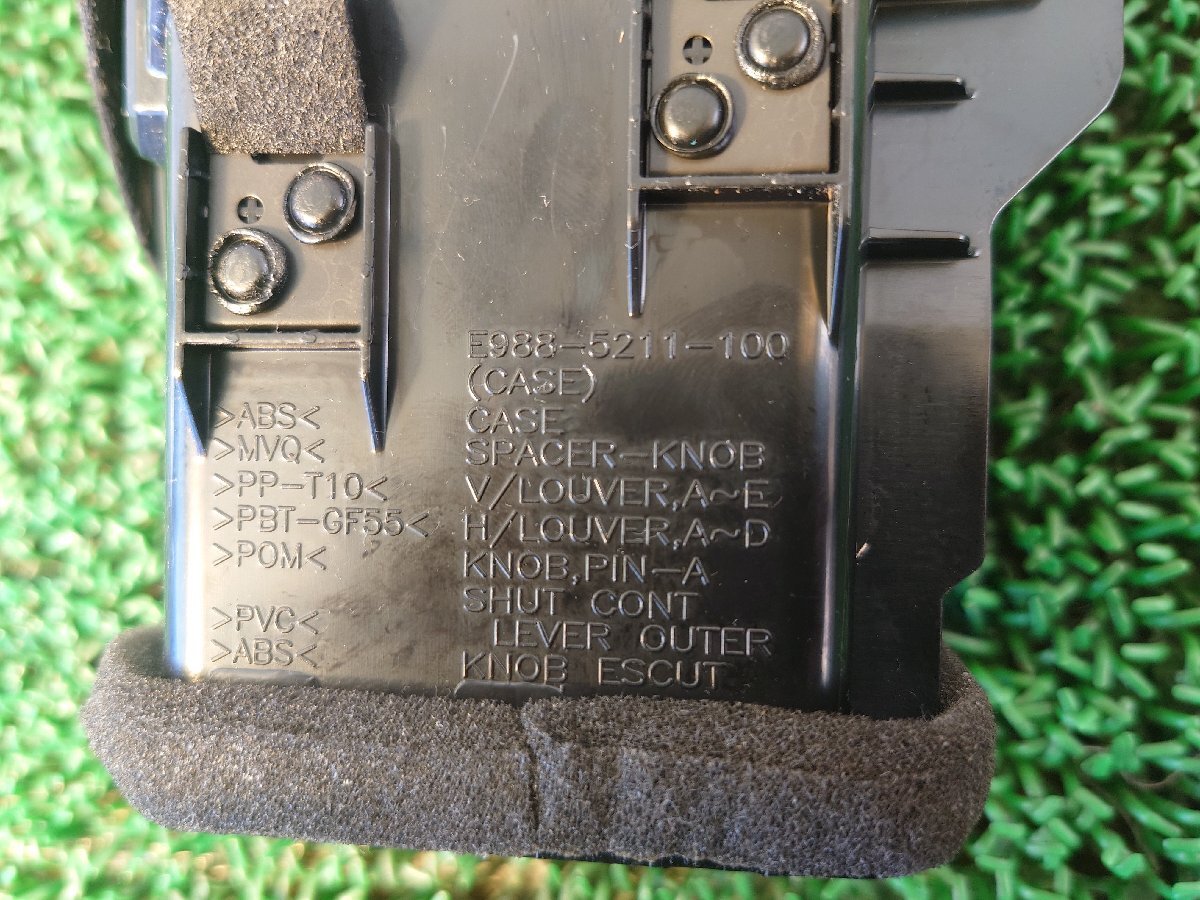 E988-5211-100
(CASE)
>ABS< CASE
>MVQ< SPACER-KNOB
>PP-T10< V/LOUVER,A~E
>PBT-GF55< H/LOUVER,A~D
>POM< KNOB,PIN-A
SHUT CONT
>PVC< LEVER OUTER
>ABS< KNOB ESCUT